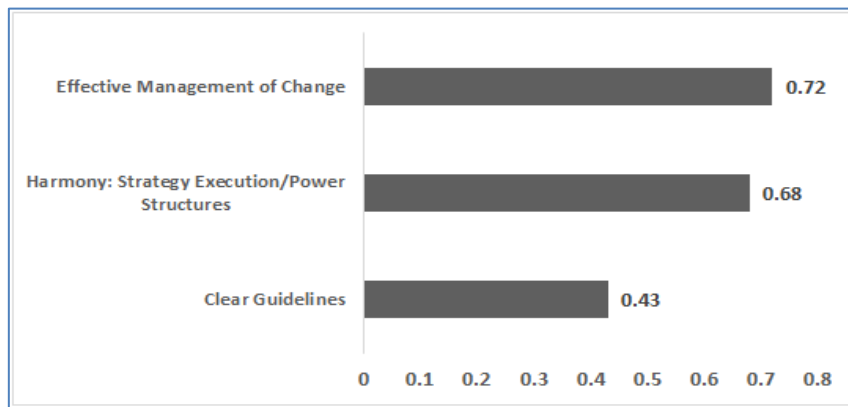 Effective Management of Change
0.72
Harmony: Strategy Execution/Power
Structures
0.68
Clear Guidelines
0.43
0 0.1 0.2 0.3 0.4 0.5 0.6 0.7 0.8